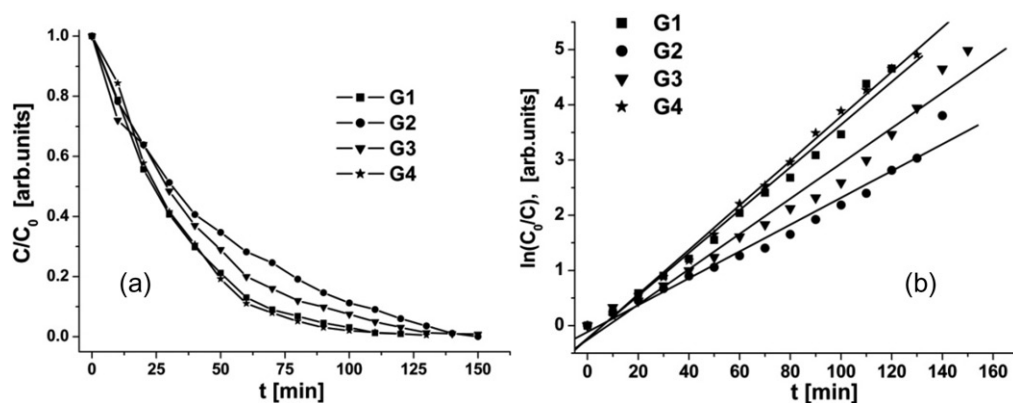 1.0
0.8
0.6
0.4
0.2
0.0
C/C₀ [arb.units]
G1
G2
G3
G4
(a)
0 25 50 75 100 125 150
t [min]
G1
G2
G3
G4
5
4
3
2
1
0
ln(C₀/C), [arb.units]
(b)
0 20 40 60 80 100 120 140 160
t [min]